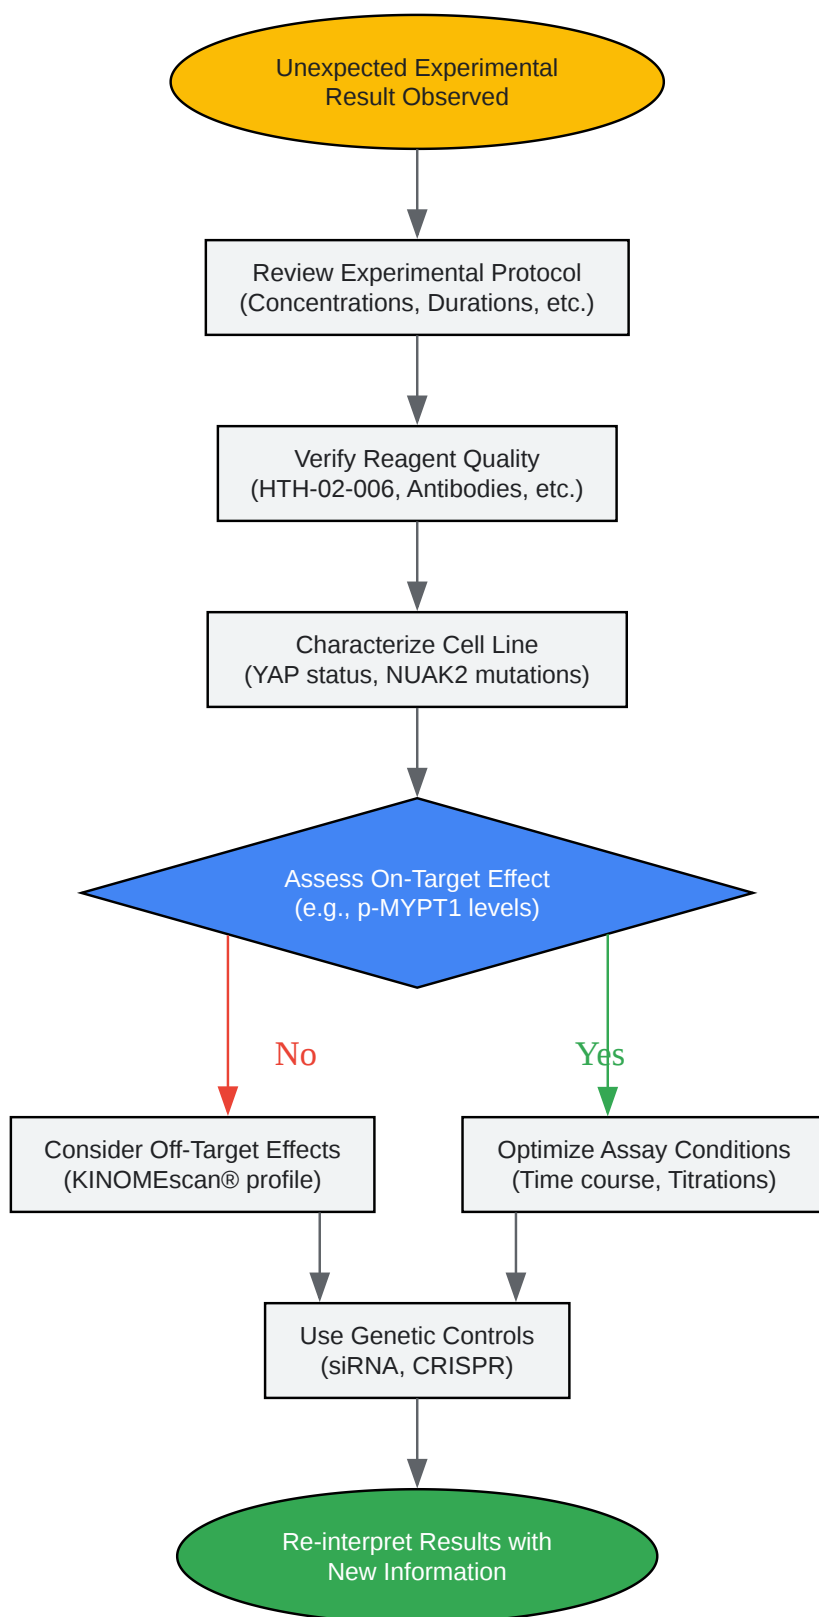 Unexpected Experimental
Result Observed
Review Experimental Protocol
(Concentrations, Durations, etc.)
Verify Reagent Quality
(HTH-02-006, Antibodies, etc.)
Characterize Cell Line
(YAP status, NUAK2 mutations)
Assess On-Target Effect
(e.g., p-MYPT1 levels)
No
Yes
Consider Off-Target Effects
(KINOMEscan® profile)
Optimize Assay Conditions
(Time course, Titrations)
Use Genetic Controls
(siRNA, CRISPR)
Re-interpret Results with
New Information